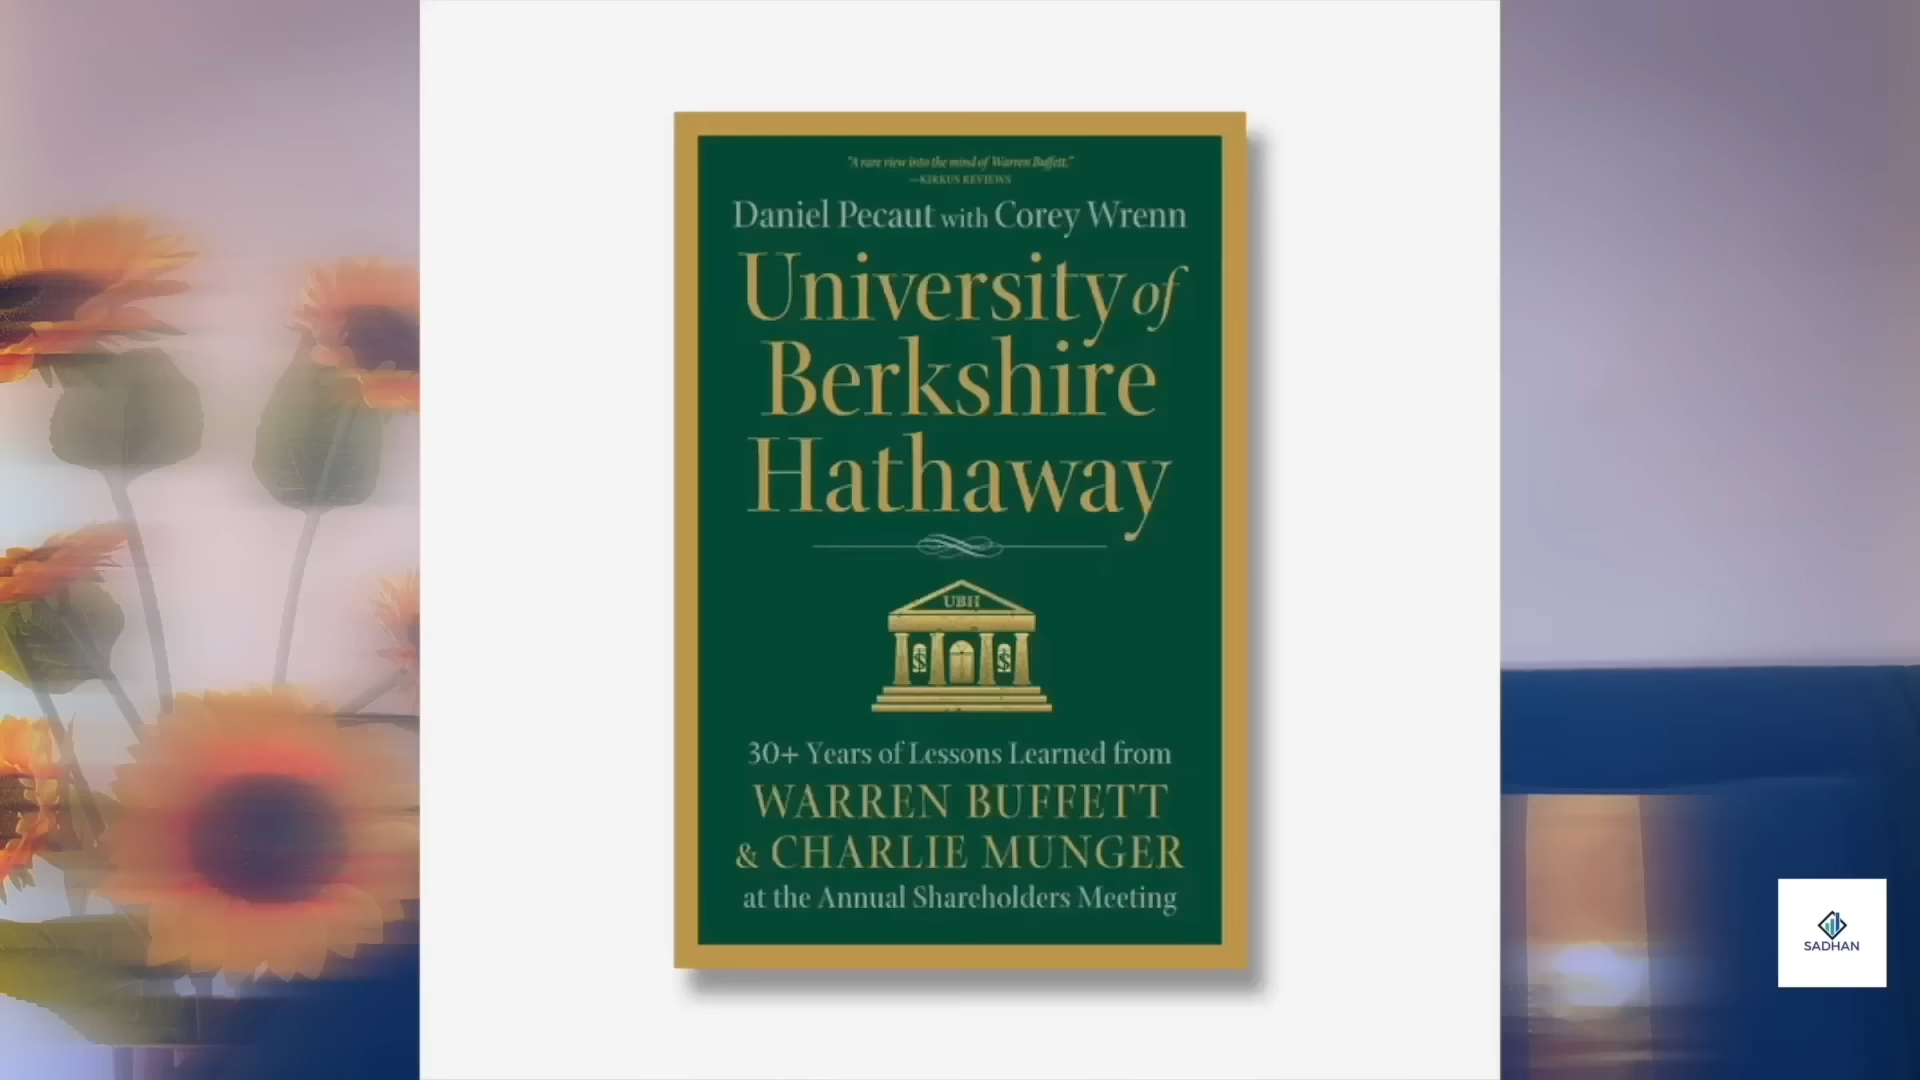 "A rare view into the mind of Warren Buffett."
—KIRKUS REVIEWS
Daniel Pecaut with Corey Wrenn
University of
Berkshire
Hathaway
UBH
$ $
30+ Years of Lessons Learned from
WARREN BUFFETT
& CHARLIE MUNGER
at the Annual Shareholders Meeting
SADHAN